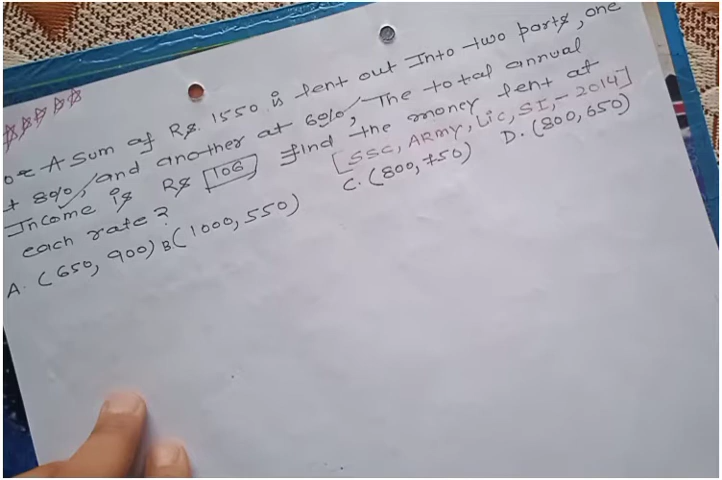 A Sum of Rs. 1550 is lent out Into two parts, one
8%, and another at 6%, The total annual
Income is Rs 106 find the money lent at
each rate?
[SSC, ARMY, LIC, SI, - 2014]
A. (650, 900) B (1000, 550) C. (800, 750) D. (800, 650)